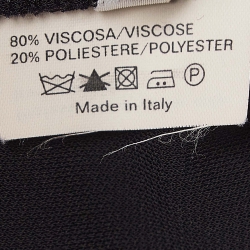 80% VISCOSA/VISCOSE
20% POLIESTERE/POLYESTER
P
Made in Italy